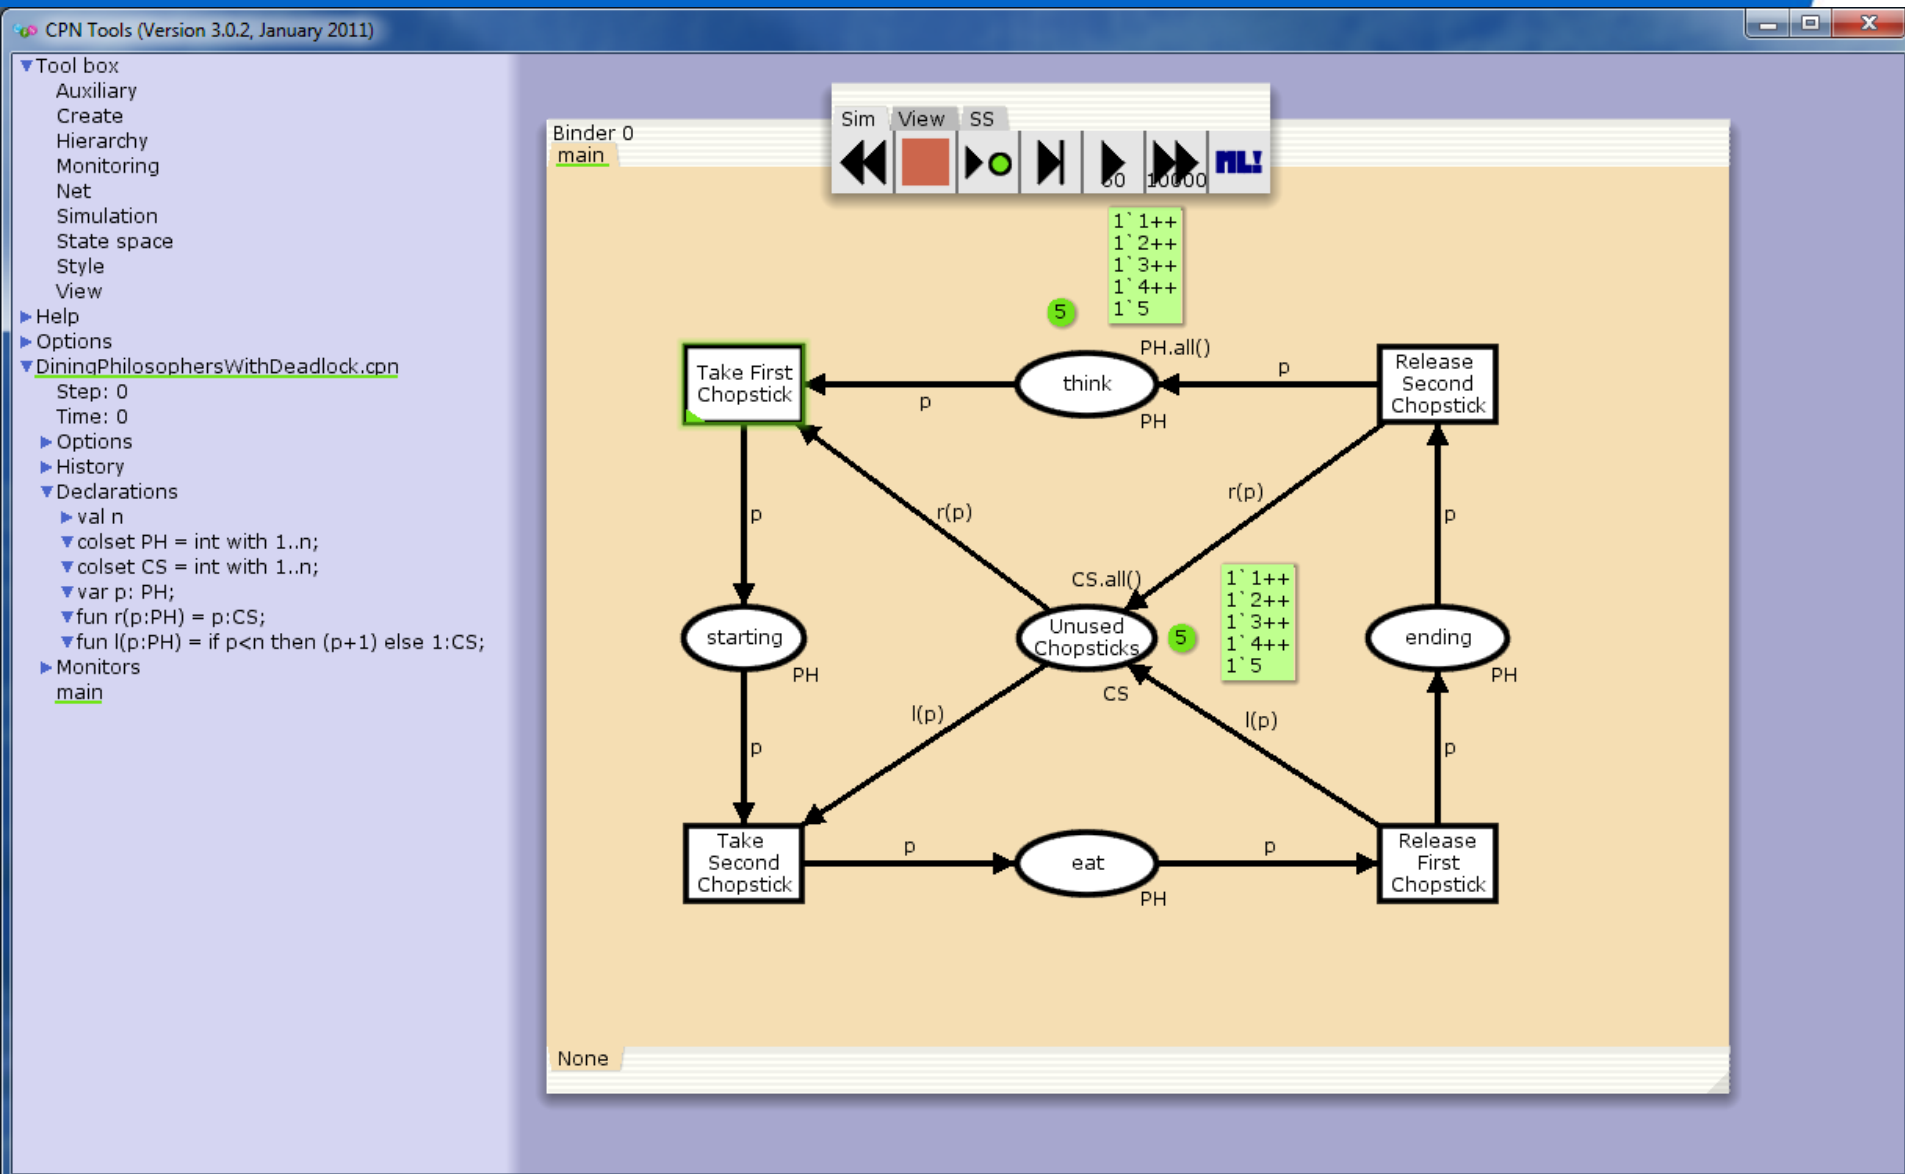 CPN Tools (Version 3.0.2, January 2011)
Tool box
Auxiliary
Create
Hierarchy
Monitoring
Net
Simulation
State space
Style
View
Help
Options
DiningPhilosophersWithDeadlock.cpn
Step: 0
Time: 0
Options
History
Declarations
val n
colset PH = int with 1..n;
colset CS = int with 1..n;
var p: PH;
fun r(p:PH) = p:CS;
fun l(p:PH) = if p<n then (p+1) else 1:CS;
Monitors
main
Binder 0
main
Sim
View
SS
50
10000
ML!
1`1++
1`2++
1`3++
1`4++
1`5
5
PH.all()
Take First
Chopstick
p
think
PH
p
Release
Second
Chopstick
p
r(p)
r(p)
p
CS.all()
1`1++
1`2++
1`3++
1`4++
1`5
starting
PH
Unused
Chopsticks
5
CS
ending
PH
p
l(p)
l(p)
p
Take
Second
Chopstick
p
eat
PH
p
Release
First
Chopstick
None